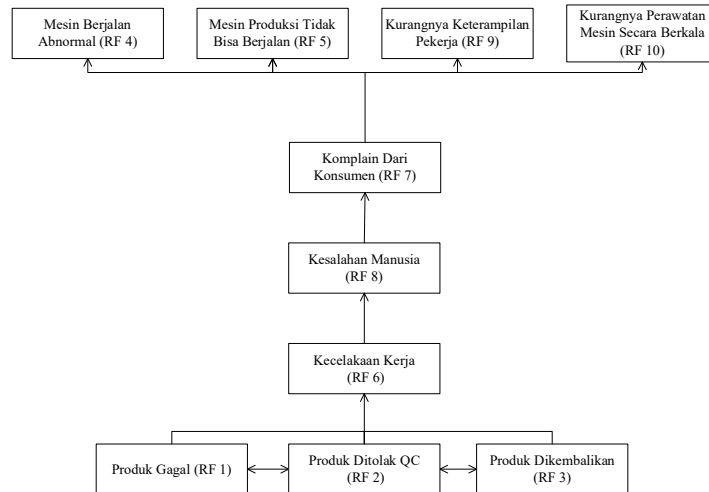 Mesin Berjalan
Abnormal (RF 4)
Mesin Produksi Tidak
Bisa Berjalan (RF 5)
Kurangnya Keterampilan
Pekerja (RF 9)
Kurangnya Perawatan
Mesin Secara Berkala
(RF 10)
Komplain Dari
Konsumen (RF 7)
Kesalahan Manusia
(RF 8)
Kecelakaan Kerja
(RF 6)
Produk Gagal (RF 1)
Produk Ditolak QC
(RF 2)
Produk Dikembalikan
(RF 3)